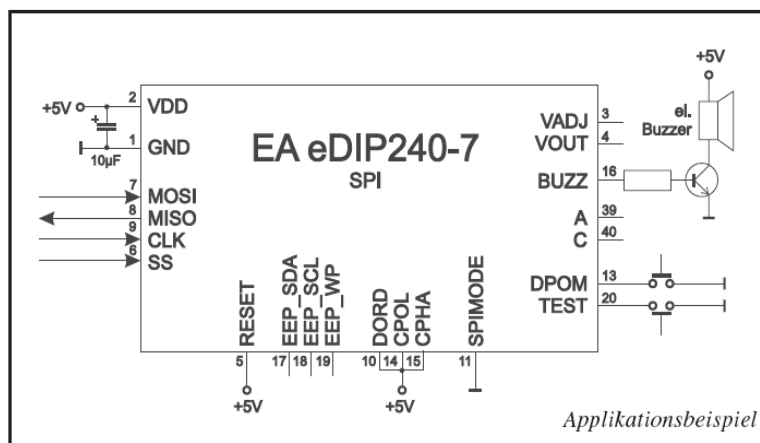 +5V
2
VDD
+5V
1
GND
10µF
EA eDIP240-7
SPI
VADJ
3
VOUT
4
el.
Buzzer
BUZZ
16
7
MOSI
8
MISO
9
CLK
6
SS
A
39
C
40
DPOM
13
TEST
20
RESET
EEP_SDA
EEP_SCL
EEP_WP
DORD
CPOL
CPHA
SPIMODE
5
17
18
19
10
14
15
11
+5V
+5V
Applikationsbeispiel